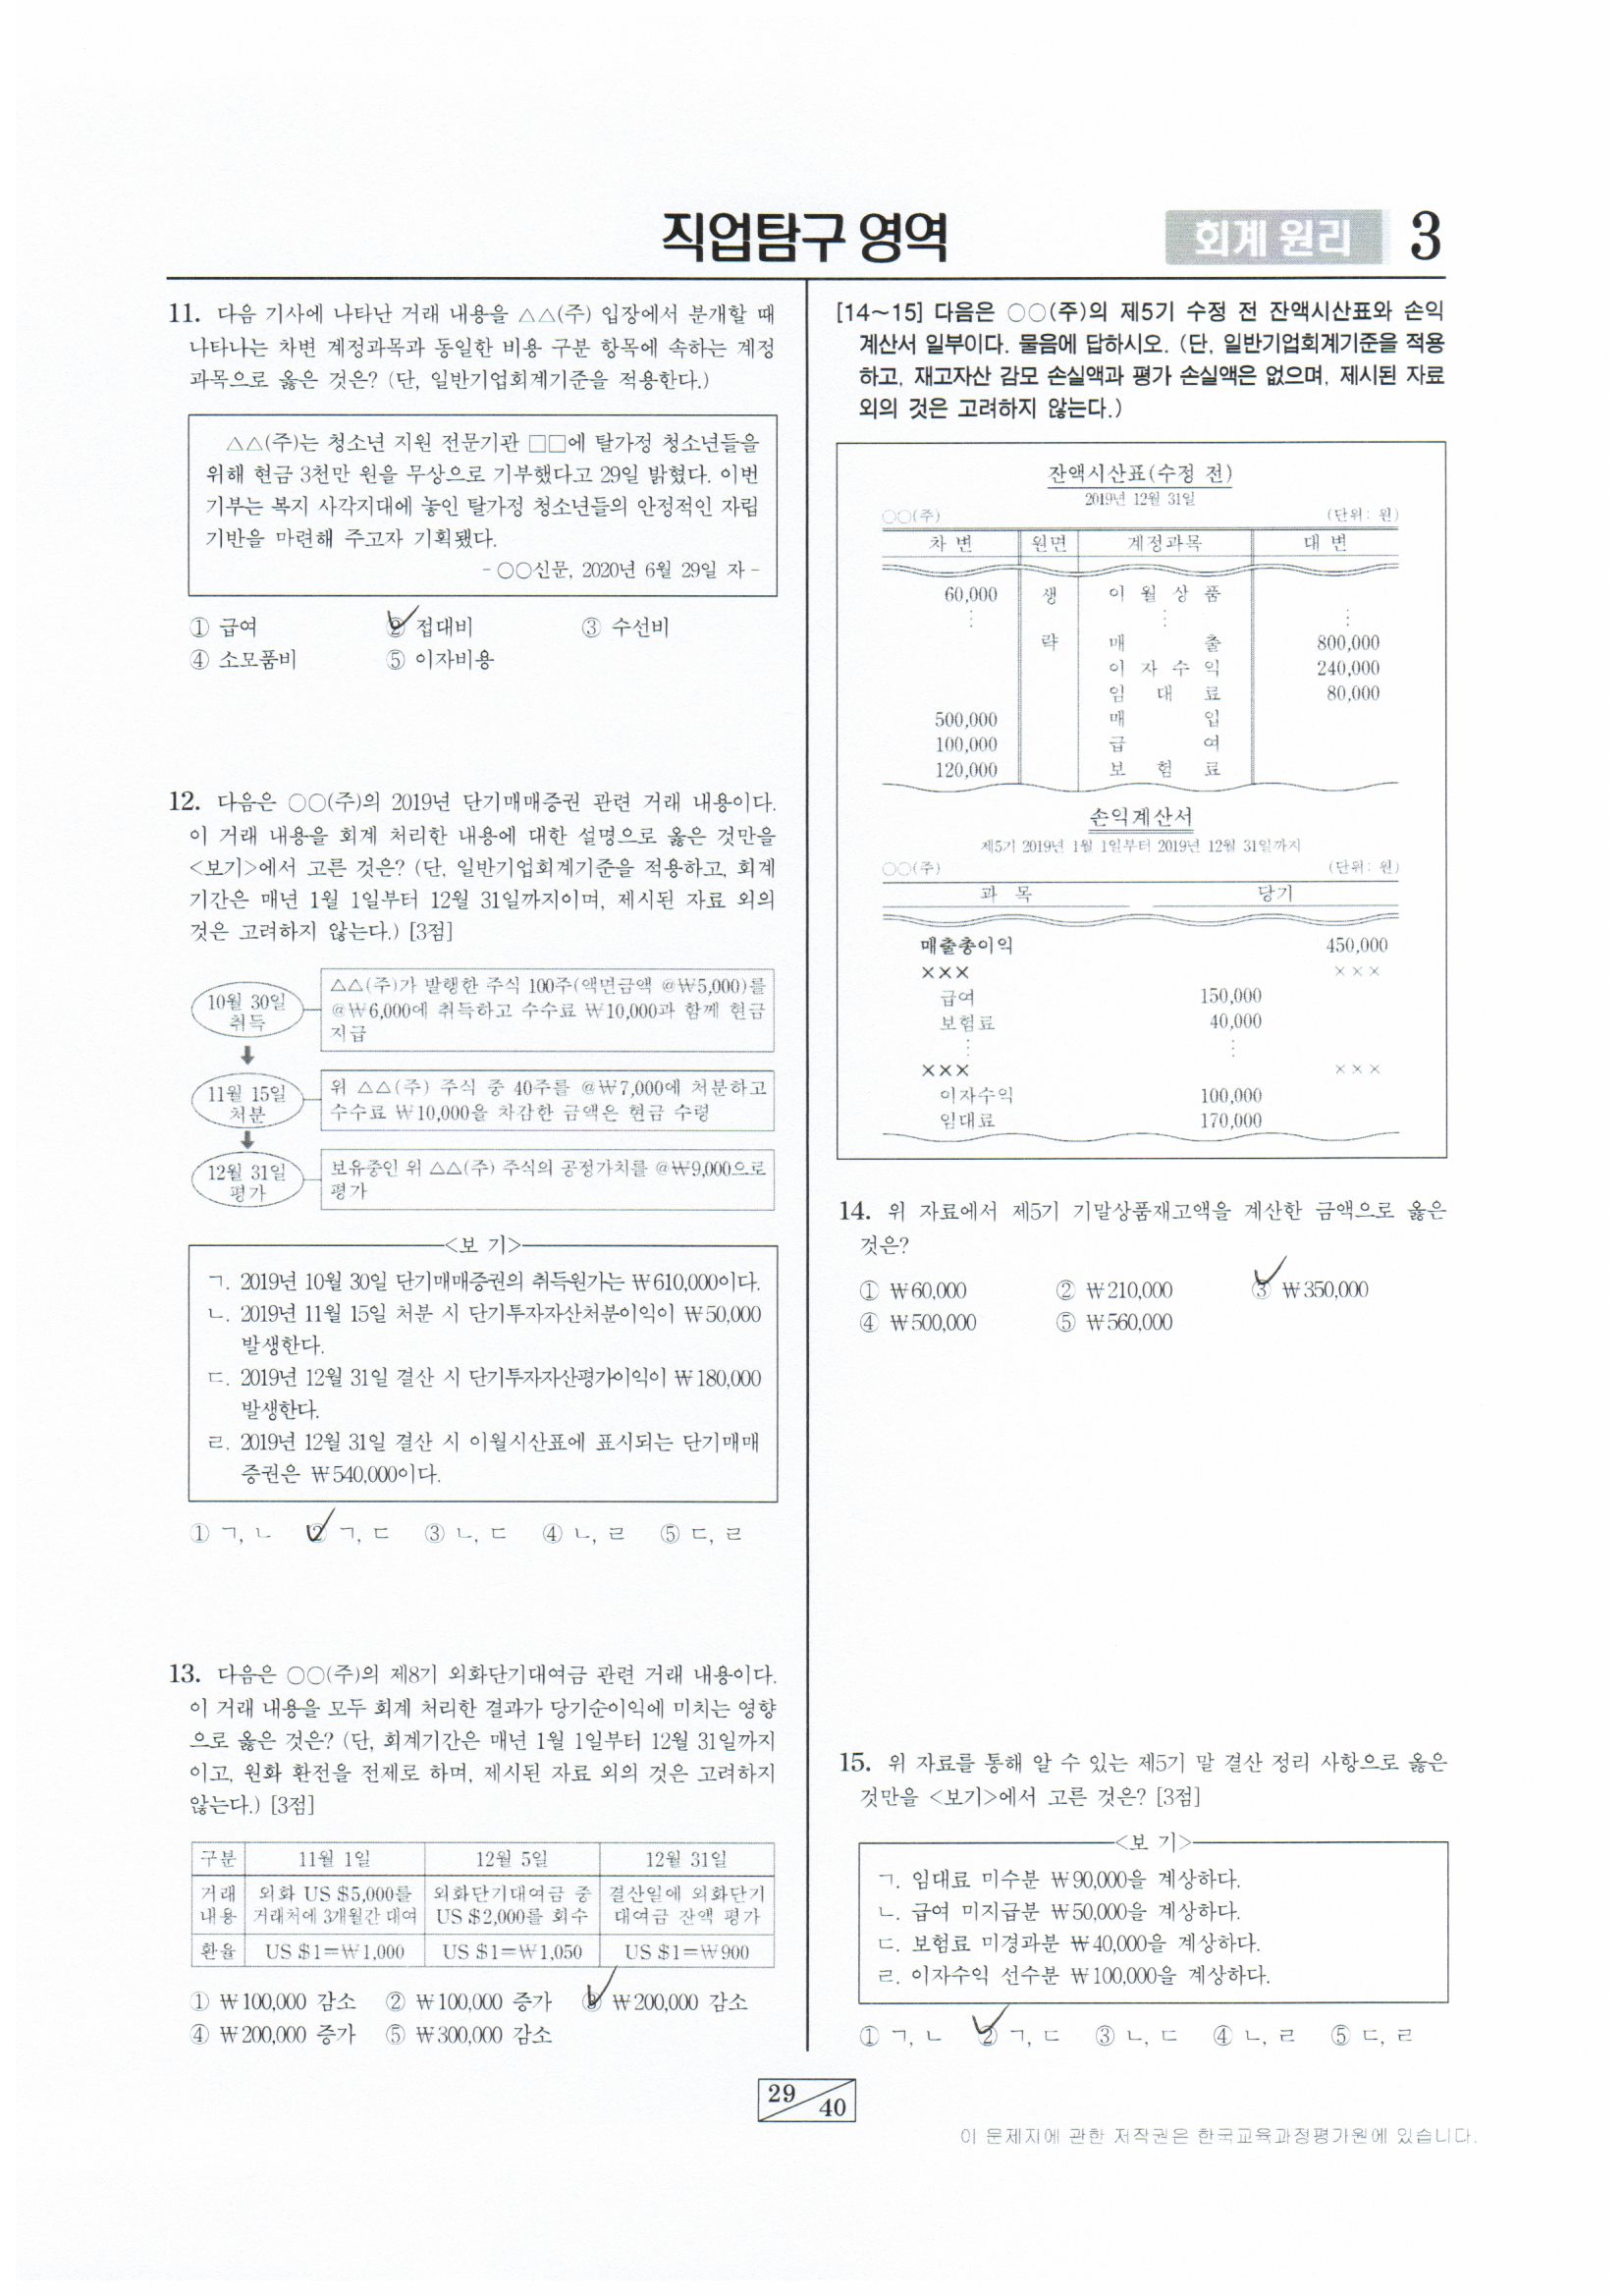 직업탐구 영역
회계 원리 3
11. 다음 기사에 나타난 거래 내용을 △△(주) 입장에서 분개할 때
나타나는 차변 계정과목과 동일한 비용 구분 항목에 속하는 계정
과목으로 옳은 것은? (단, 일반기업회계기준을 적용한다.)
△△(주)는 청소년 지원 전문기관 □□에 탈가정 청소년들을
위해 현금 3천만 원을 무상으로 기부했다고 29일 밝혔다. 이번
기부는 복지 사각지대에 놓인 탈가정 청소년들의 안정적인 자립
기반을 마련해 주고자 기획됐다.
- ○○신문, 2020년 6월 29일 자 -
① 급여 ② 접대비 ③ 수선비
④ 소모품비 ⑤ 이자비용
12. 다음은 ○○(주)의 2019년 단기매매증권 관련 거래 내용이다.
이 거래 내용을 회계 처리한 내용에 대한 설명으로 옳은 것만을
<보기>에서 고른 것은? (단, 일반기업회계기준을 적용하고, 회계
기간은 매년 1월 1일부터 12월 31일까지이며, 제시된 자료 외의
것은 고려하지 않는다.) [3점]
10월 30일
취득
△△(주)가 발행한 주식 100주(액면금액 @₩5,000)를
@₩6,000에 취득하고 수수료 ₩10,000과 함께 현금
지급
11월 15일
처분
위 △△(주) 주식 중 40주를 @₩7,000에 처분하고
수수료 ₩10,000을 차감한 금액은 현금 수령
12월 31일
평가
보유중인 위 △△(주) 주식의 공정가치를 @₩9,000으로
평가
<보 기>
ㄱ. 2019년 10월 30일 단기매매증권의 취득원가는 ₩610,000이다.
ㄴ. 2019년 11월 15일 처분 시 단기투자자산처분이익이 ₩50,000
발생한다.
ㄷ. 2019년 12월 31일 결산 시 단기투자자산평가이익이 ₩180,000
발생한다.
ㄹ. 2019년 12월 31일 결산 시 이월시산표에 표시되는 단기매매
증권은 ₩540,000이다.
① ㄱ, ㄴ ② ㄱ, ㄷ ③ ㄴ, ㄷ ④ ㄴ, ㄹ ⑤ ㄷ, ㄹ
13. 다음은 ○○(주)의 제8기 외화단기대여금 관련 거래 내용이다.
이 거래 내용을 모두 회계 처리한 결과가 당기순이익에 미치는 영향
으로 옳은 것은? (단, 회계기간은 매년 1월 1일부터 12월 31일까지
이고, 원화 환전을 전제로 하며, 제시된 자료 외의 것은 고려하지
않는다.) [3점]
구분 11월 1일 12월 5일 12월 31일
거래 외화 US $5,000를 외화단기대여금 중 결산일에 외화단기
내용 거래처에 3개월간 대여 US $2,000를 회수 대여금 잔액 평가
환율 US $1=₩1,000 US $1=₩1,050 US $1=₩900
① ₩100,000 감소 ② ₩100,000 증가 ③ ₩200,000 감소
④ ₩200,000 증가 ⑤ ₩300,000 감소
[14~15] 다음은 ○○(주)의 제5기 수정 전 잔액시산표와 손익
계산서 일부이다. 물음에 답하시오. (단, 일반기업회계기준을 적용
하고, 재고자산 감모 손실액과 평가 손실액은 없으며, 제시된 자료
외의 것은 고려하지 않는다.)
잔액시산표(수정 전)
2019년 12월 31일
○○(주) (단위: 원)
차 변 원면 계정과목 대 변
60,000 생 이 월 상 품
⋮ ⋮ ⋮
략 매 출 800,000
이 자 수 익 240,000
임 대 료 80,000
500,000 매 입
100,000 급 여
120,000 보 험 료
손익계산서
제5기 2019년 1월 1일부터 2019년 12월 31일까지
○○(주) (단위: 원)
과 목 당기
매출총이익 450,000
××× ×××
급여 150,000
보험료 40,000
⋮ ⋮
××× ×××
이자수익 100,000
임대료 170,000
14. 위 자료에서 제5기 기말상품재고액을 계산한 금액으로 옳은
것은?
① ₩60,000 ② ₩210,000 ③ ₩350,000
④ ₩500,000 ⑤ ₩560,000
15. 위 자료를 통해 알 수 있는 제5기 말 결산 정리 사항으로 옳은
것만을 <보기>에서 고른 것은? [3점]
<보 기>
ㄱ. 임대료 미수분 ₩90,000을 계상하다.
ㄴ. 급여 미지급분 ₩50,000을 계상하다.
ㄷ. 보험료 미경과분 ₩40,000을 계상하다.
ㄹ. 이자수익 선수분 ₩100,000을 계상하다.
① ㄱ, ㄴ ② ㄱ, ㄷ ③ ㄴ, ㄷ ④ ㄴ, ㄹ ⑤ ㄷ, ㄹ
29 40
이 문제지에 관한 저작권은 한국교육과정평가원에 있습니다.